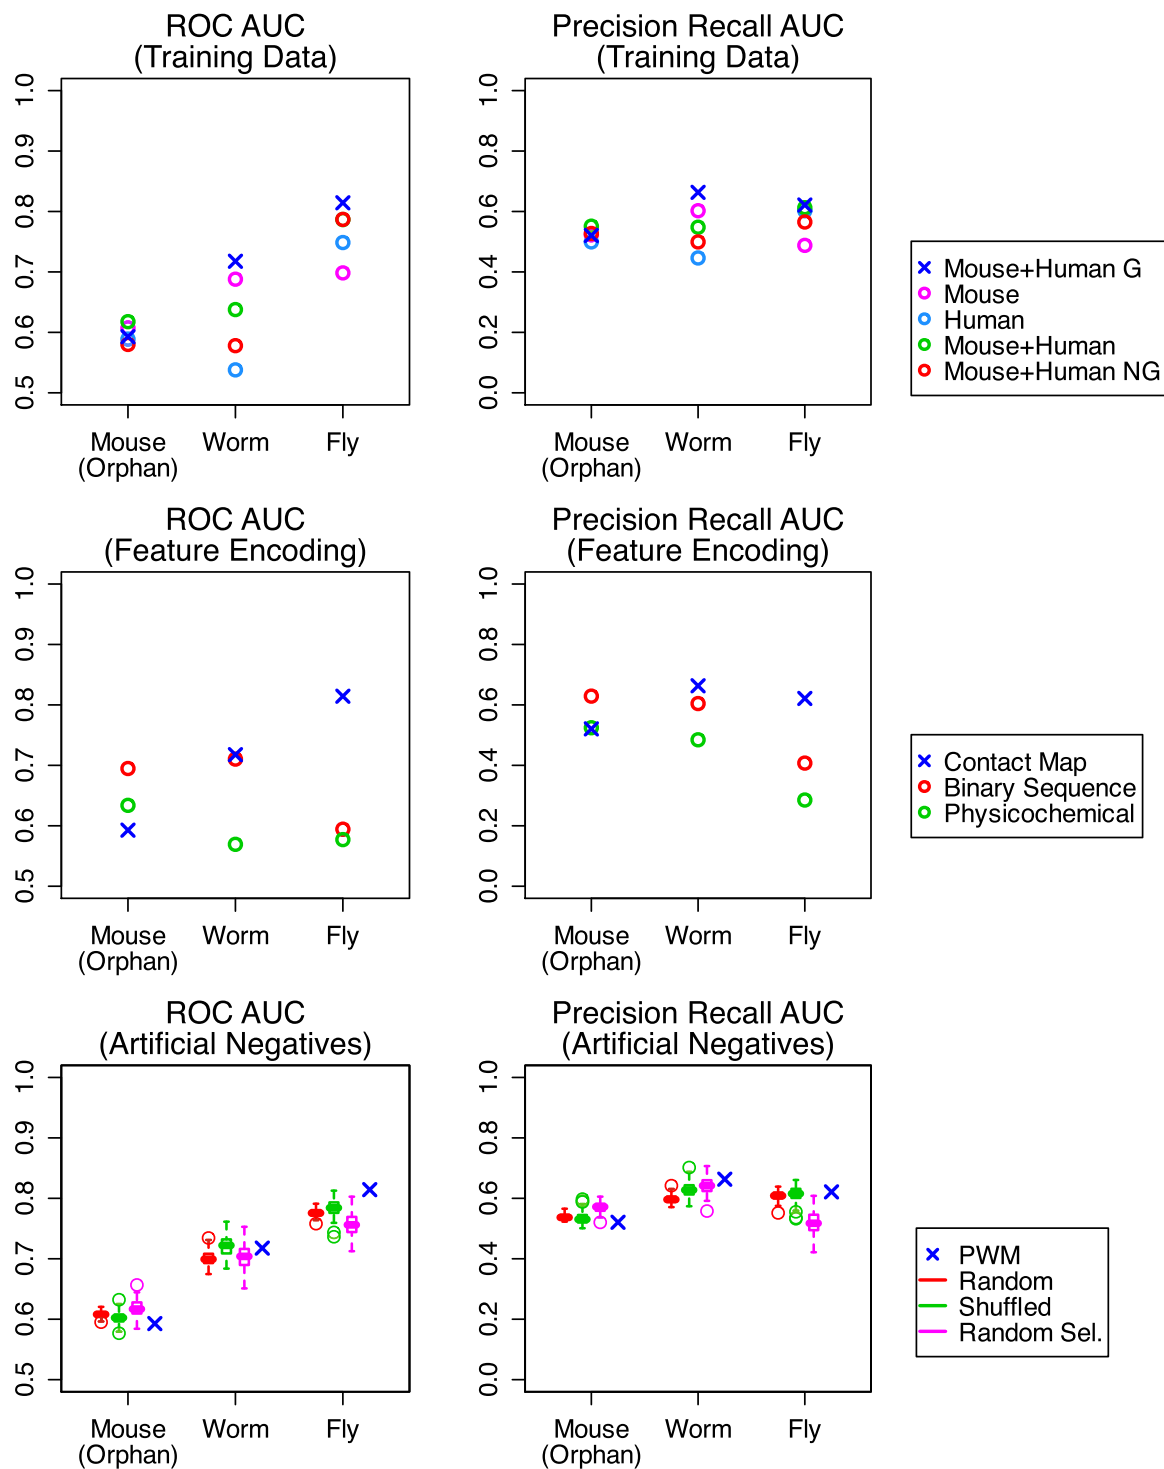 ROC AUC
(Training Data)
1.0
0.9
0.8
0.7
0.6
0.5
Mouse
(Orphan)
Worm
Fly
Precision Recall AUC
(Training Data)
1.0
0.8
0.6
0.4
0.2
0.0
Mouse
(Orphan)
Worm
Fly
Mouse+Human G
Mouse
Human
Mouse+Human
Mouse+Human NG
ROC AUC
(Feature Encoding)
1.0
0.9
0.8
0.7
0.6
0.5
Mouse
(Orphan)
Worm
Fly
Precision Recall AUC
(Feature Encoding)
1.0
0.8
0.6
0.4
0.2
0.0
Mouse
(Orphan)
Worm
Fly
Contact Map
Binary Sequence
Physicochemical
ROC AUC
(Artificial Negatives)
1.0
0.9
0.8
0.7
0.6
0.5
Mouse
(Orphan)
Worm
Fly
Precision Recall AUC
(Artificial Negatives)
1.0
0.8
0.6
0.4
0.2
0.0
Mouse
(Orphan)
Worm
Fly
PWM
Random
Shuffled
Random Sel.